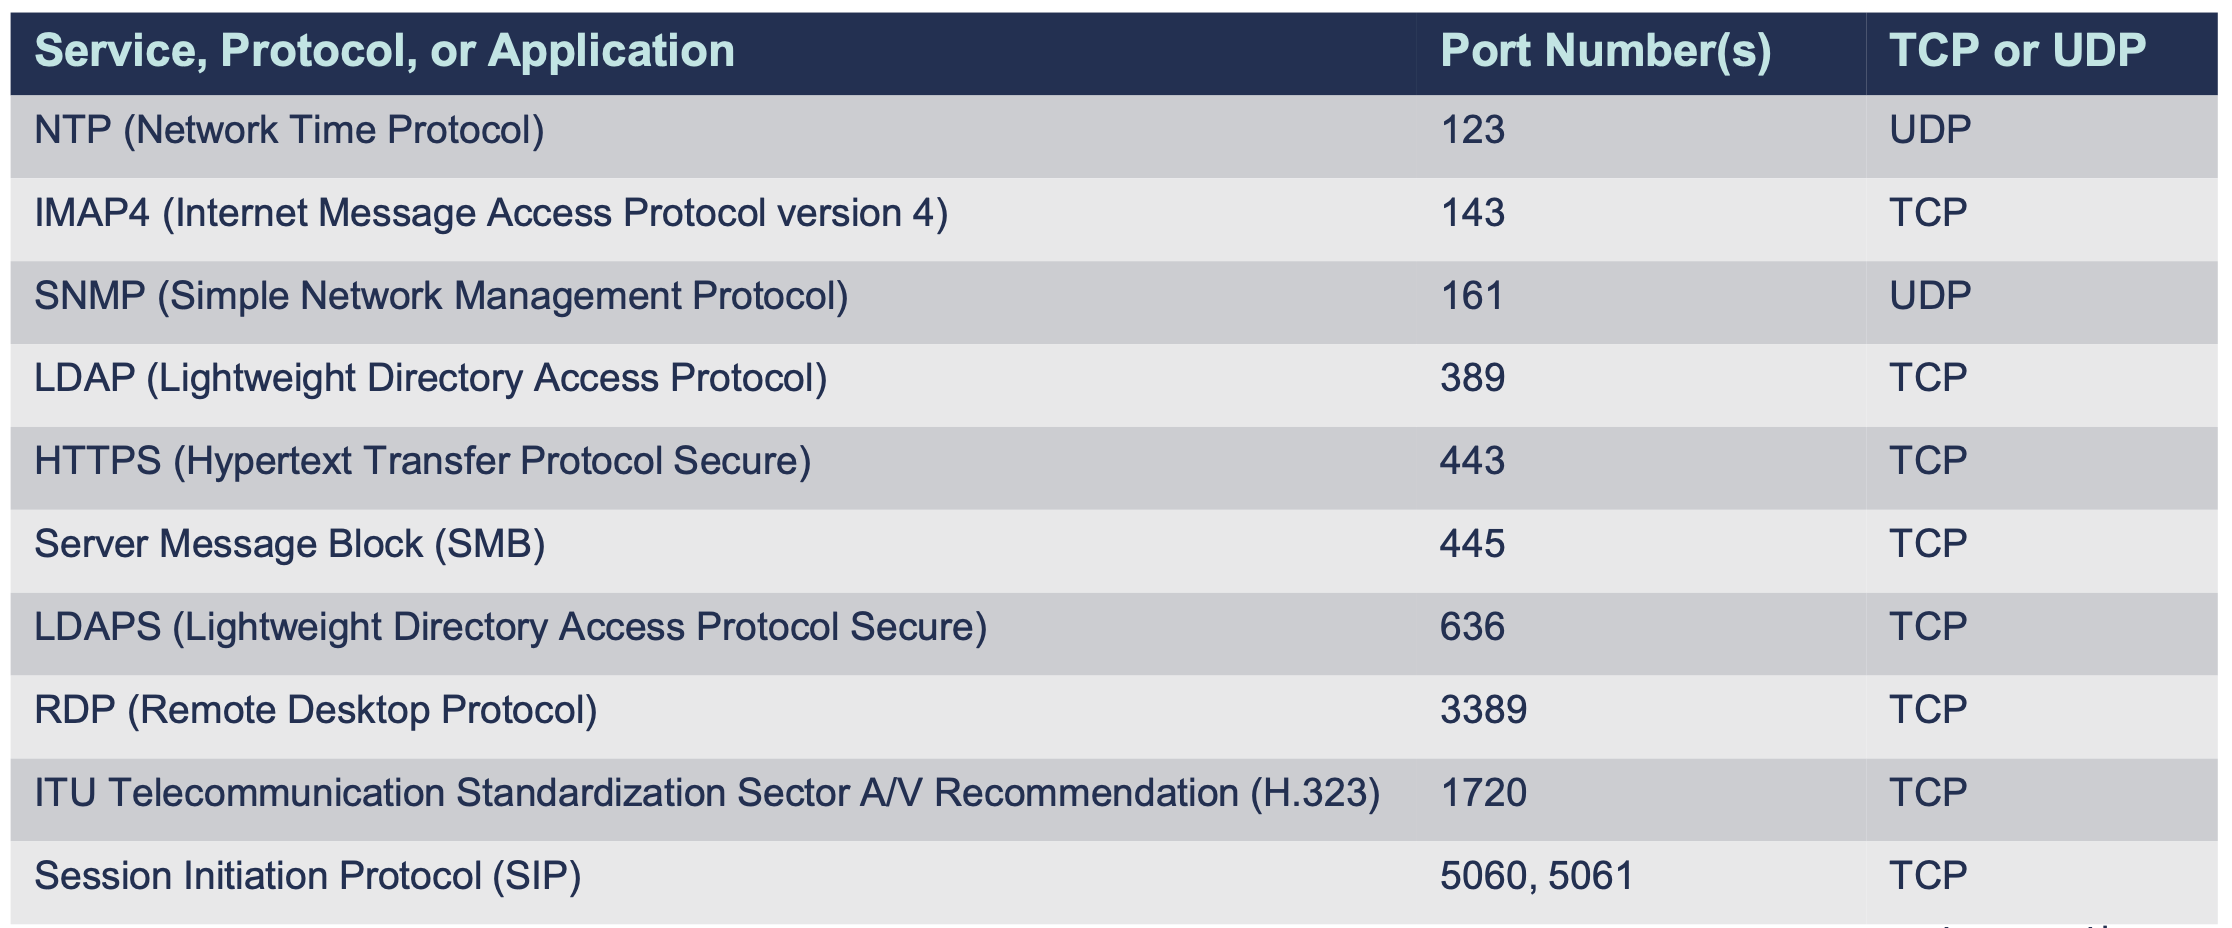 Service, Protocol, or Application Port Number(s) TCP or UDP
NTP (Network Time Protocol) 123 UDP
IMAP4 (Internet Message Access Protocol version 4) 143 TCP
SNMP (Simple Network Management Protocol) 161 UDP
LDAP (Lightweight Directory Access Protocol) 389 TCP
HTTPS (Hypertext Transfer Protocol Secure) 443 TCP
Server Message Block (SMB) 445 TCP
LDAPS (Lightweight Directory Access Protocol Secure) 636 TCP
RDP (Remote Desktop Protocol) 3389 TCP
ITU Telecommunication Standardization Sector A/V Recommendation (H.323) 1720 TCP
Session Initiation Protocol (SIP) 5060, 5061 TCP